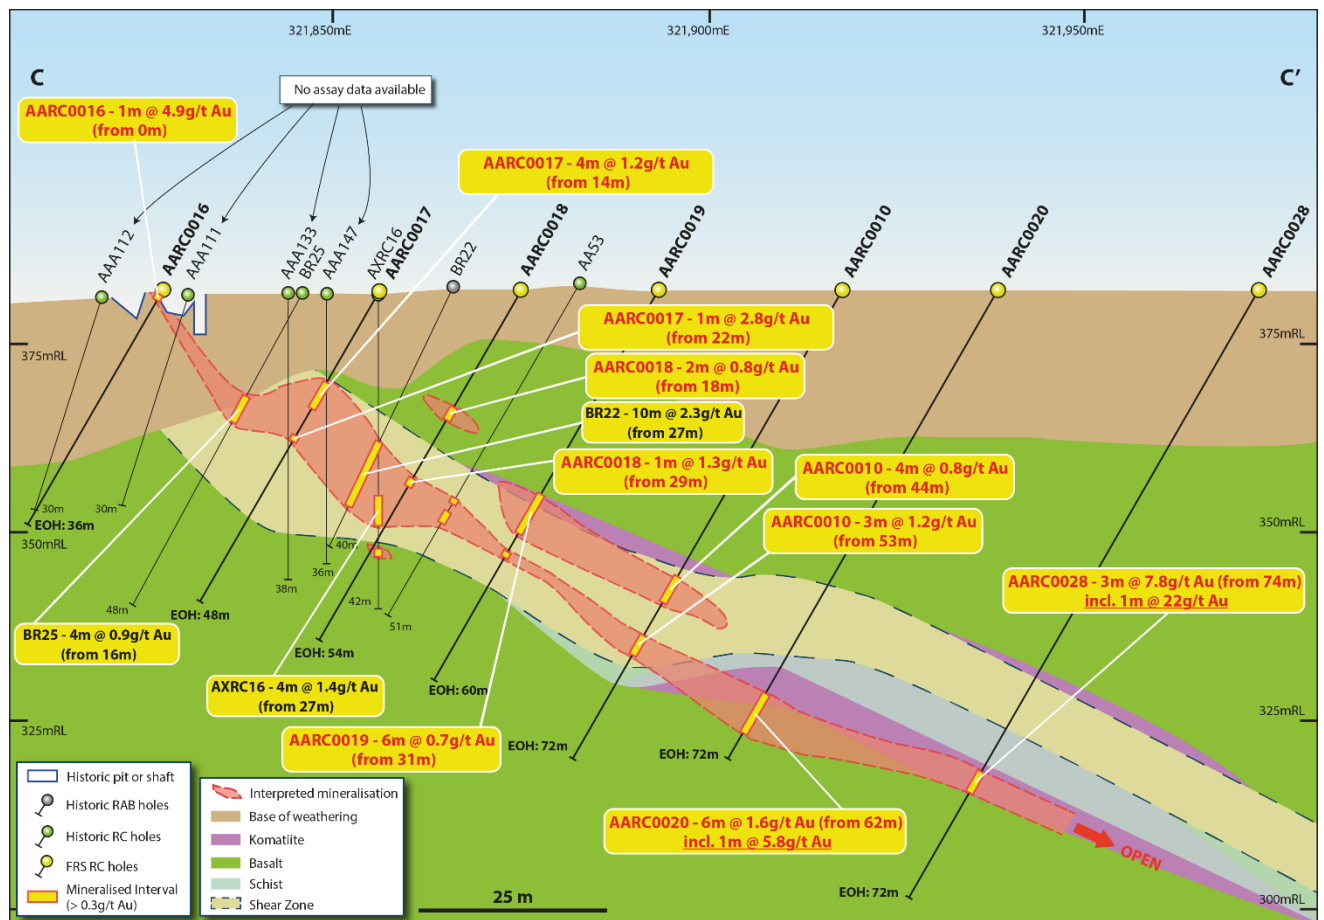 321,850mE
321,900mE
321,950mE
C
C’
No assay data available
AARC0016 - 1m @ 4.9g/t Au
(from 0m)
AARC0017 - 4m @ 1.2g/t Au
(from 14m)
AAA112
AARC0016
AAA111
AAA133
BR25
AAA147
AXRC16
AARC0017
BR22
AARC0018
AA53
AARC0019
AARC0010
AARC0020
AARC0028
375mRL
375mRL
AARC0017 - 1m @ 2.8g/t Au
(from 22m)
AARC0018 - 2m @ 0.8g/t Au
(from 18m)
BR22 - 10m @ 2.3g/t Au
(from 27m)
AARC0018 - 1m @ 1.3g/t Au
(from 29m)
AARC0010 - 4m @ 0.8g/t Au
(from 44m)
AARC0010 - 3m @ 1.2g/t Au
(from 53m)
30m
EOH: 36m
30m
350mRL
350mRL
40m
36m
38m
42m
48m
EOH: 48m
51m
AARC0028 - 3m @ 7.8g/t Au (from 74m)
incl. 1m @ 22g/t Au
BR25 - 4m @ 0.9g/t Au
(from 16m)
EOH: 54m
AXRC16 - 4m @ 1.4g/t Au
(from 27m)
EOH: 60m
AARC0019 - 6m @ 0.7g/t Au
(from 31m)
EOH: 72m
EOH: 72m
325mRL
325mRL
AARC0020 - 6m @ 1.6g/t Au (from 62m)
incl. 1m @ 5.8g/t Au
OPEN
EOH: 72m
300mRL
25 m
Historic pit or shaft
Historic RAB holes
Historic RC holes
FRS RC holes
Mineralised Interval
(> 0.3g/t Au)
Interpreted mineralisation
Base of weathering
Komatiite
Basalt
Schist
Shear Zone